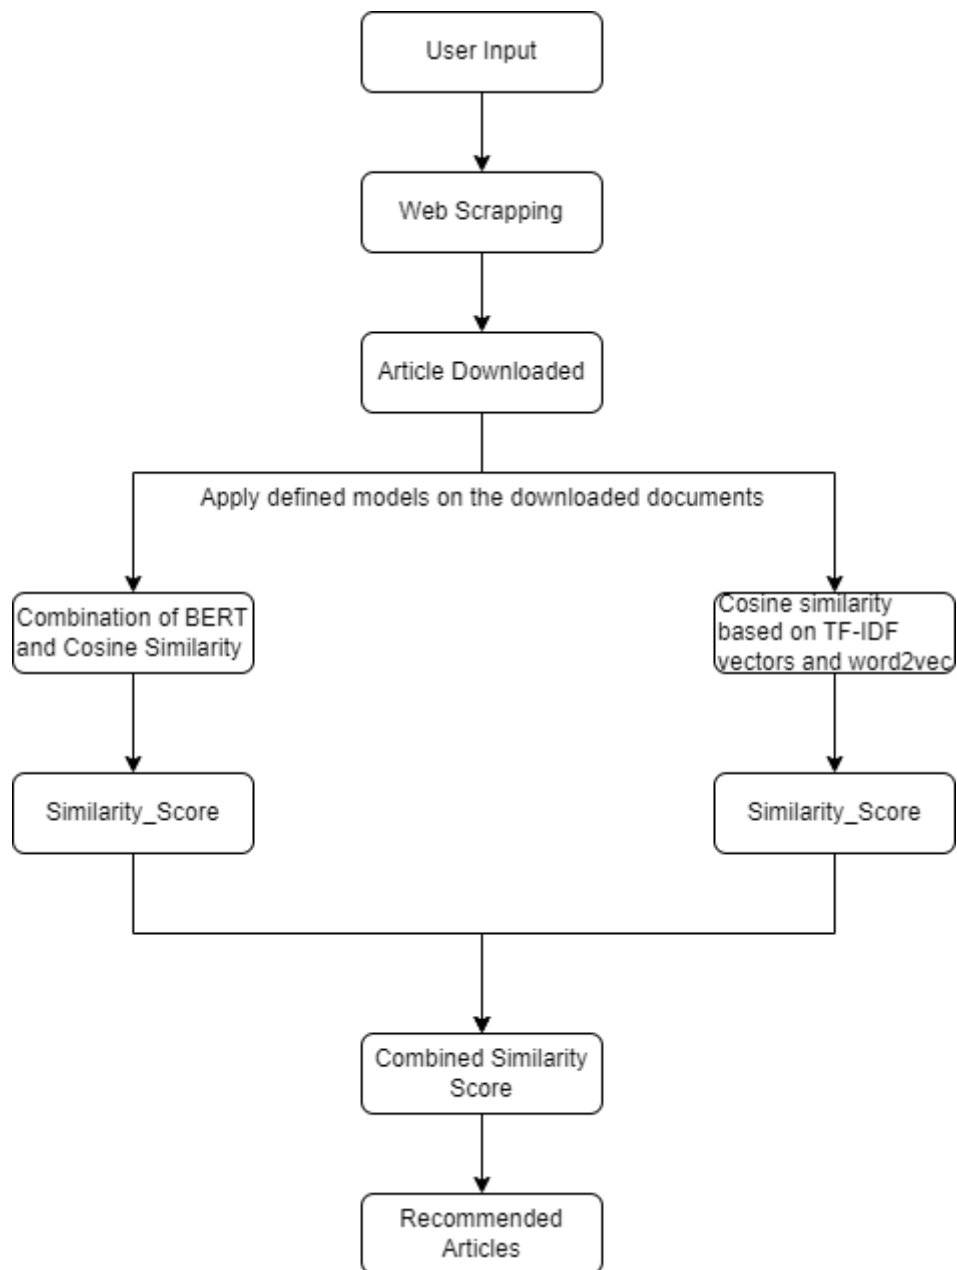 User Input
Web Scrapping
Article Downloaded
Apply defined models on the downloaded documents
Combination of BERT
and Cosine Similarity
Cosine similarity
based on TF-IDF
vectors and word2vec
Similarity_Score
Similarity_Score
Combined Similarity
Score
Recommended
Articles